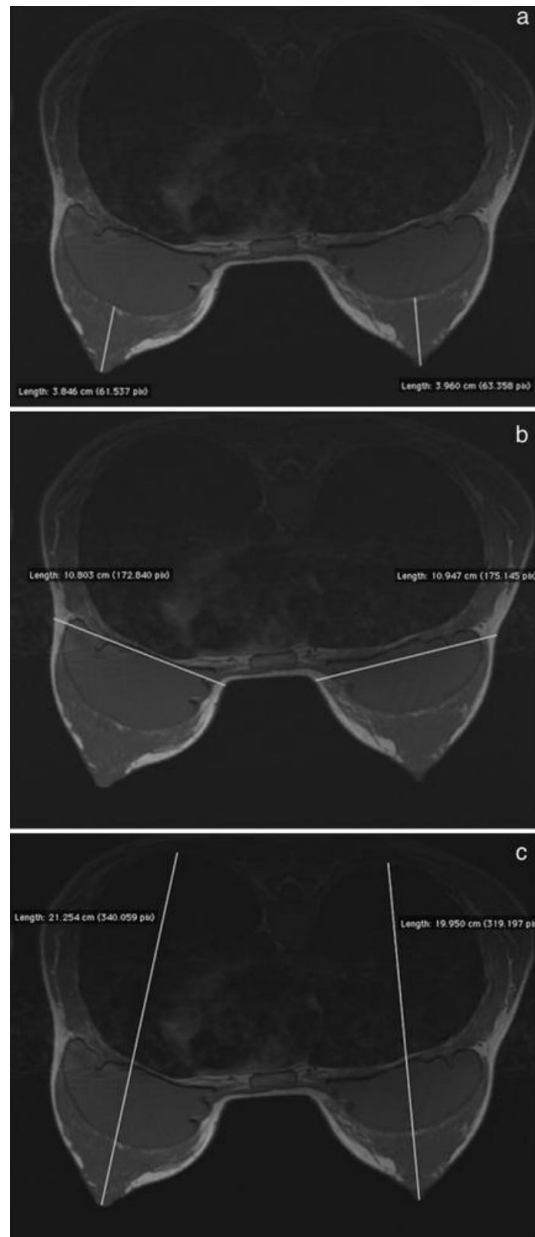 a
Length: 3.846 cm (61.537 pix)
Length: 3.960 cm (63.358 pix)
b
Length: 10.803 cm (172.840 pix)
Length: 10.947 cm (175.145 pix)
c
Length: 21.254 cm (340.059 pix)
Length: 19.950 cm (319.197 pix